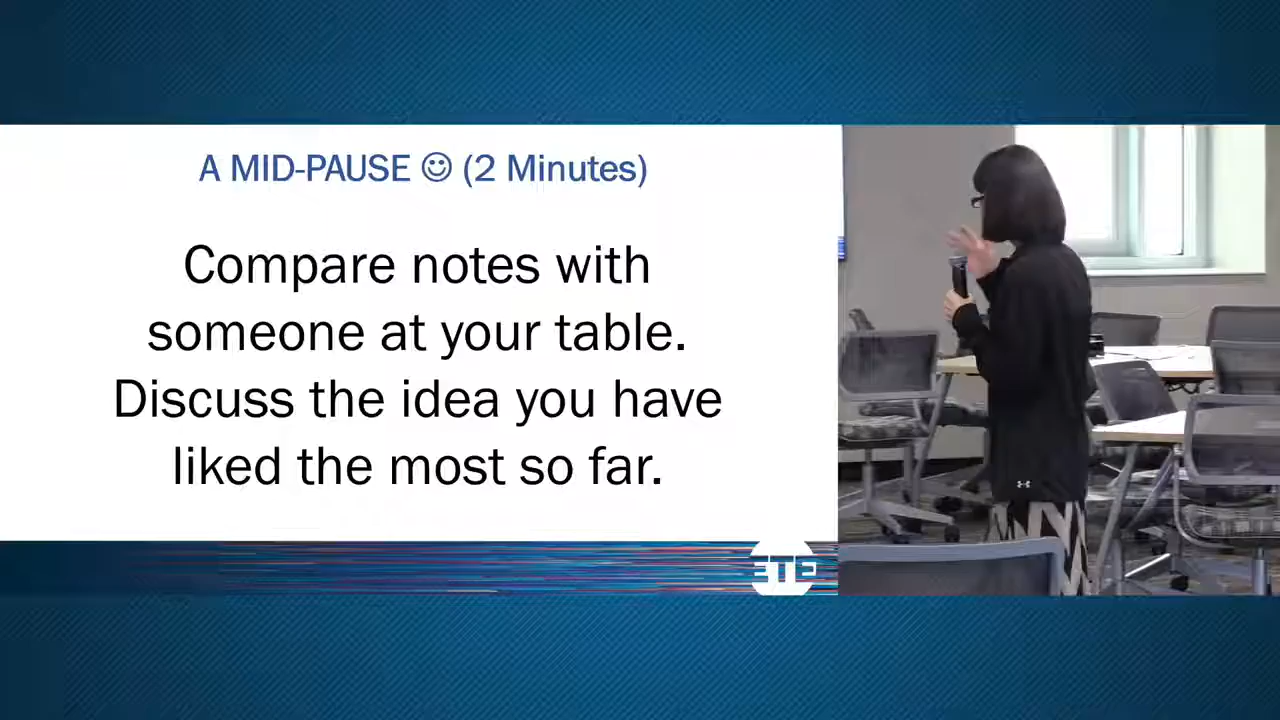 A MID-PAUSE ☺ (2 Minutes)
Compare notes with
someone at your table.
Discuss the idea you have
liked the most so far.
ETE